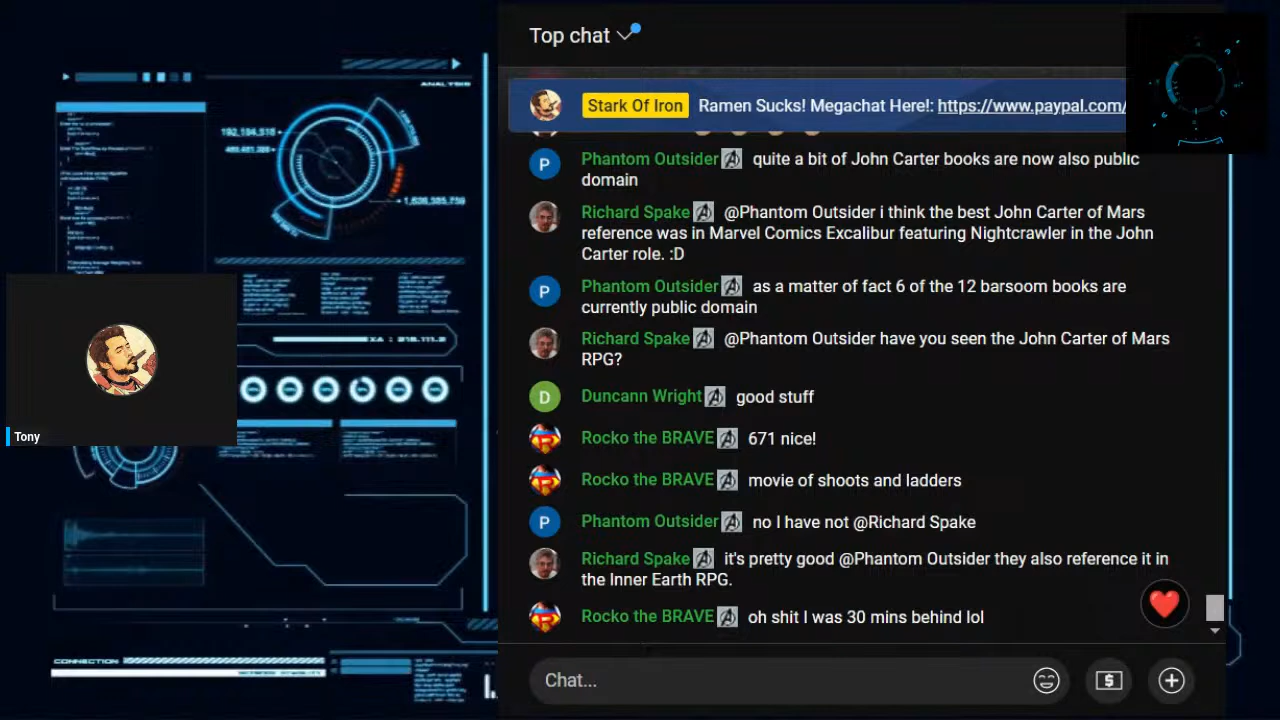 Top chat
ANALYSIS
Stark Of Iron Ramen Sucks! Megachat Here!: https://www.paypal.com/
Phantom Outsider quite a bit of John Carter books are now also public
domain
Richard Spake @Phantom Outsider i think the best John Carter of Mars
reference was in Marvel Comics Excalibur featuring Nightcrawler in the John
Carter role. :D
Phantom Outsider as a matter of fact 6 of the 12 barsoom books are
currently public domain
Richard Spake @Phantom Outsider have you seen the John Carter of Mars
RPG?
Duncann Wright good stuff
Tony
Rocko the BRAVE 671 nice!
Rocko the BRAVE movie of shoots and ladders
Phantom Outsider no I have not @Richard Spake
Richard Spake it's pretty good @Phantom Outsider they also reference it in
the Inner Earth RPG.
Rocko the BRAVE oh shit I was 30 mins behind lol
CONNECTION
Chat...